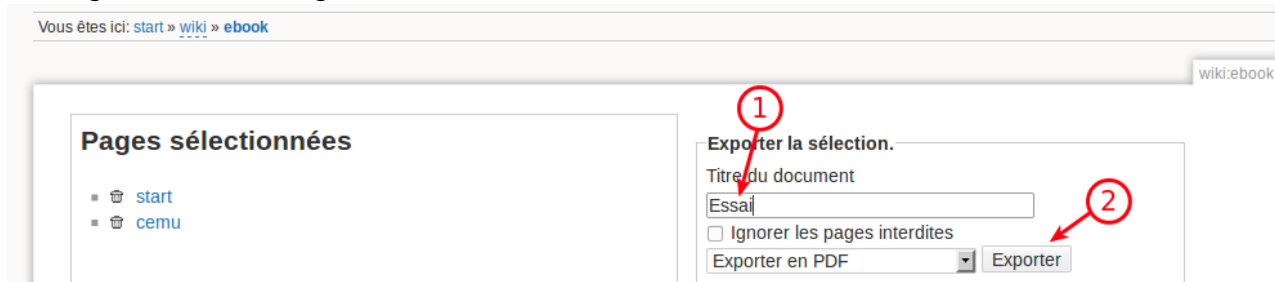 Vous êtes ici: start » wiki » ebook
wiki:ebook
Pages sélectionnées
start
cemu
1
Exporter la sélection.
Titre du document
Essai
2
Ignorer les pages interdites
Exporter en PDF
Exporter